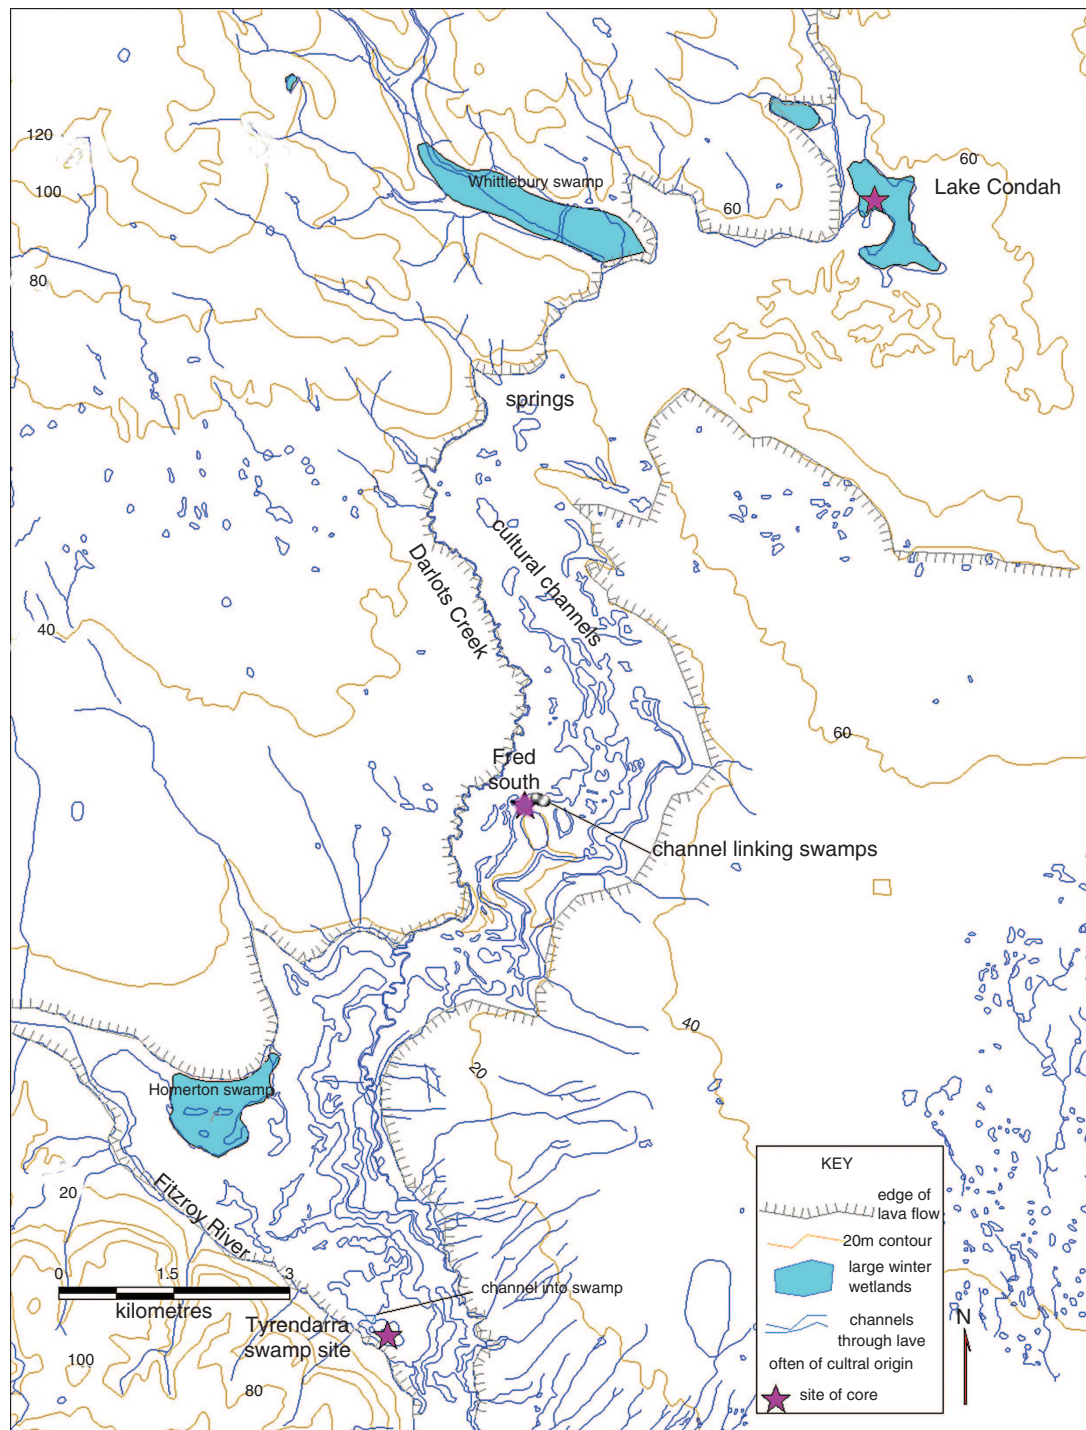 120
60
100
Lake Condah
Whittlebury swamp
60
80
springs
cultural channels
Darlots Creek
40
60
Fred
south
channel linking swamps
40
20
Homerton swamp
KEY
edge of
lava flow
20m contour
large winter
wetlands
channels
through lave
often of cultral origin
site of core
N
20
Fitzroy River
0 1.5 3
kilometres
channel into swamp
Tyrendarra
swamp site
100
80